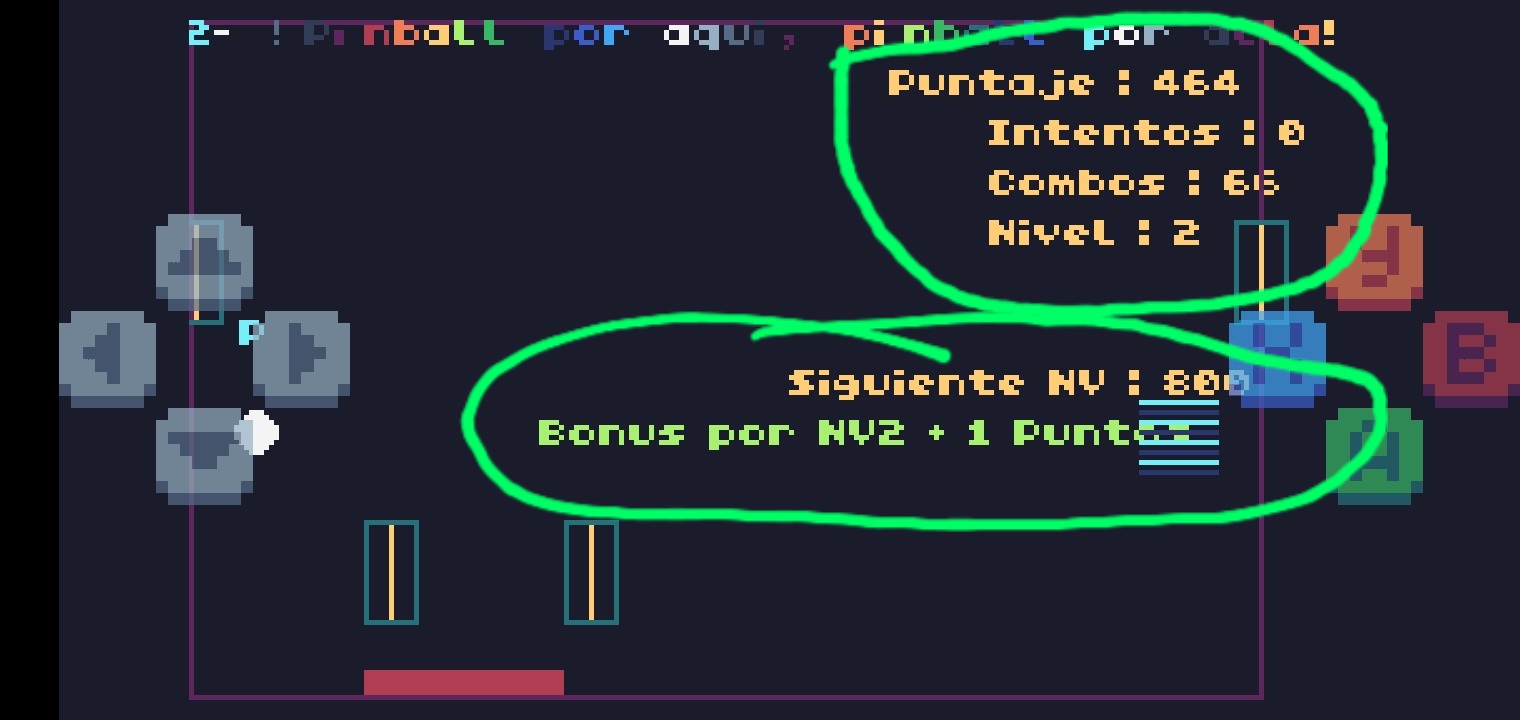 2- !Pinball por aqui, pinball por alla!
Puntaje : 464
Intentos : 0
Combos : 66
Nivel : 2
Y
P
X B
Siguiente NV : 800
Bonus por NV2 + 1 Puntos
A